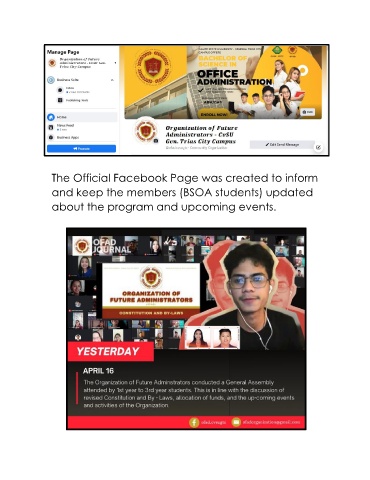 Manage Page
Organization of Future
Administrators - CvSU Gen.
Trias City Campus
Business Suite
Inbox
Publishing Tools
Home
News Feed
Business Apps
Promote
BACHELOR OF
SCIENCE IN
OFFICE
ADMINISTRATION
ENROLL NOW!
Edit
Organization of Future
Administrators - CvSU
Gen. Trias City Campus
Edit Send Message
The Official Facebook Page was created to inform
and keep the members (BSOA students) updated
about the program and upcoming events.
OFAD
JOURNAL
ORGANIZATION OF
FUTURE ADMINISTRATORS
CONSTITUTION AND BY-LAWS
YESTERDAY
APRIL 16
The Organization of Future Adminstrators conducted a General Assembly
attended by 1st year to 3rd year students. This is in line with the discussion of
revised Constitution and By - Laws, allocation of funds, and the up-coming events
and activities of the Organization.